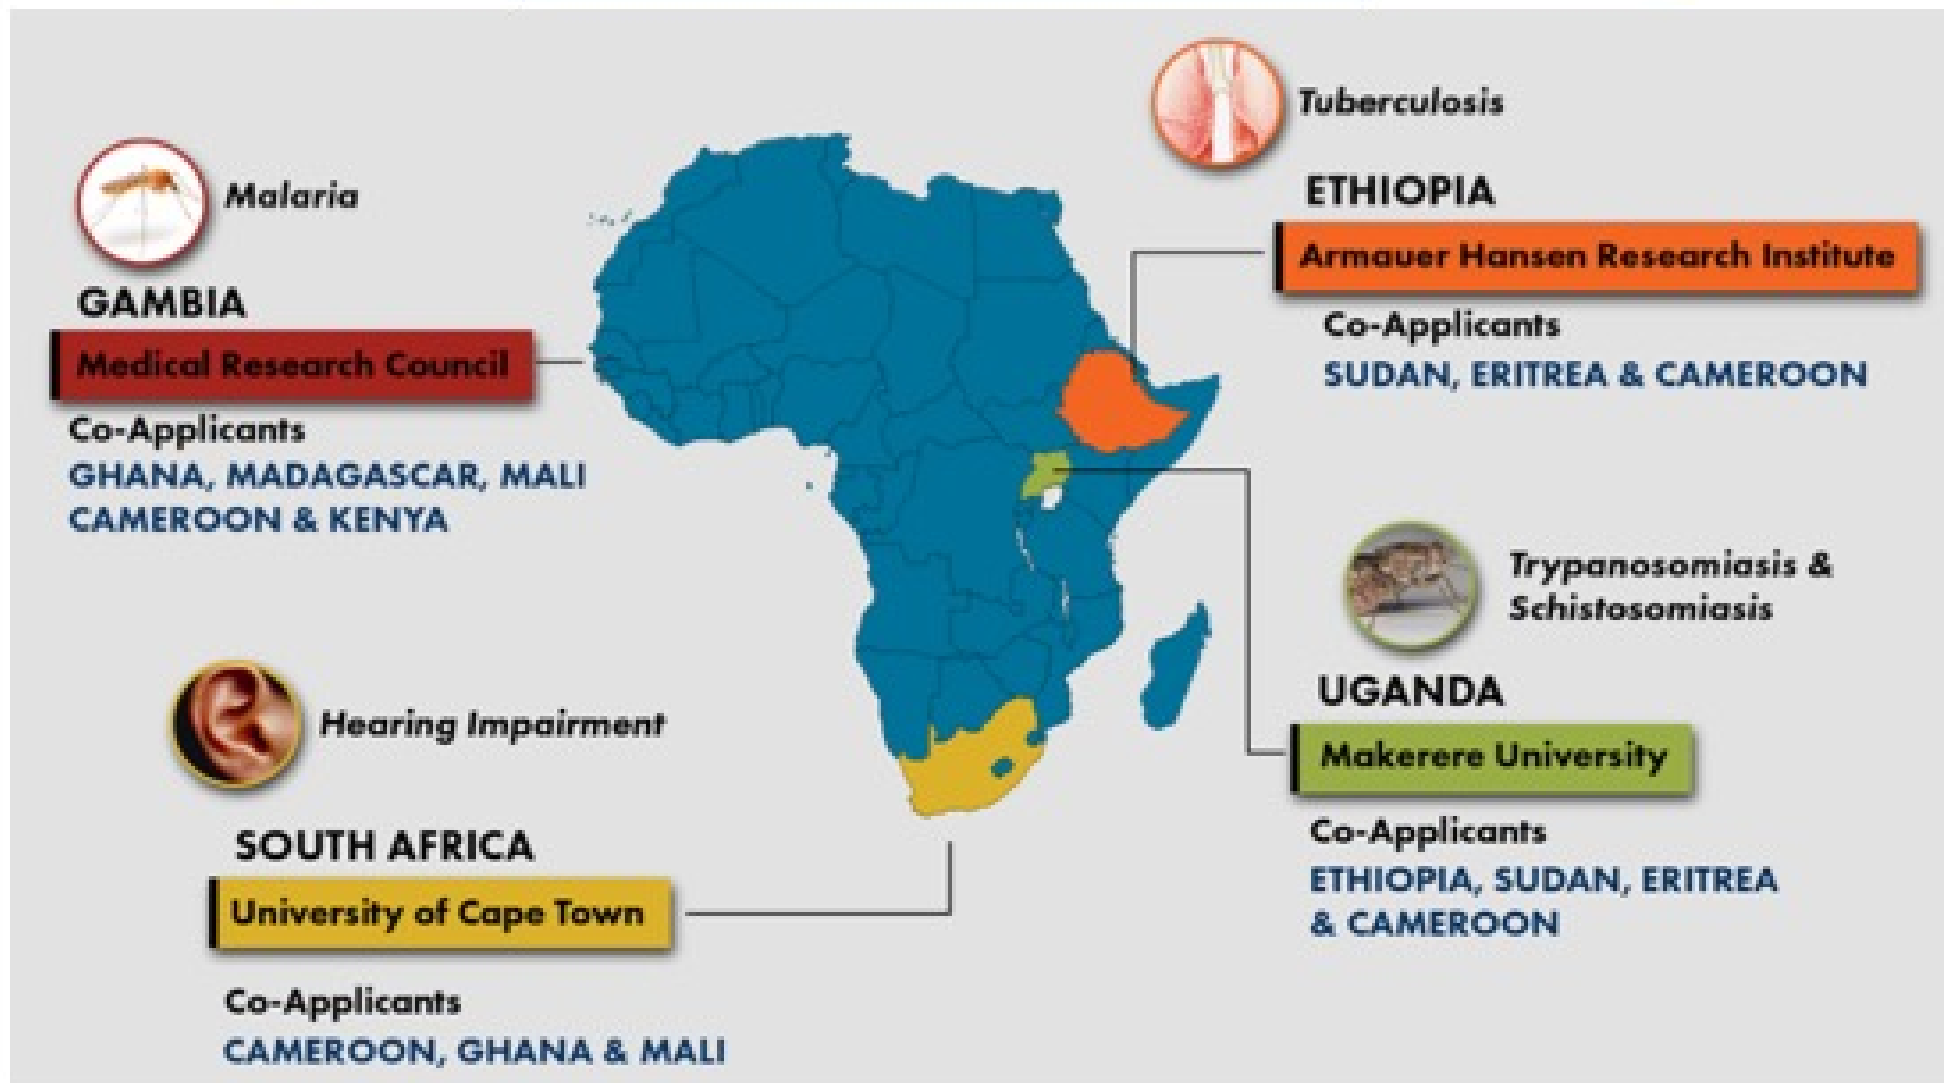 Malaria
GAMBIA
Medical Research Council
Co-Applicants
GHANA, MADAGASCAR, MALI
CAMEROON & KENYA
Tuberculosis
ETHIOPIA
Armauer Hansen Research Institute
Co-Applicants
SUDAN, ERITREA & CAMEROON
Hearing Impairment
SOUTH AFRICA
University of Cape Town
Co-Applicants
CAMEROON, GHANA & MALI
Trypanosomiasis &
Schistosomiasis
UGANDA
Makerere University
Co-Applicants
ETHIOPIA, SUDAN, ERITREA
& CAMEROON